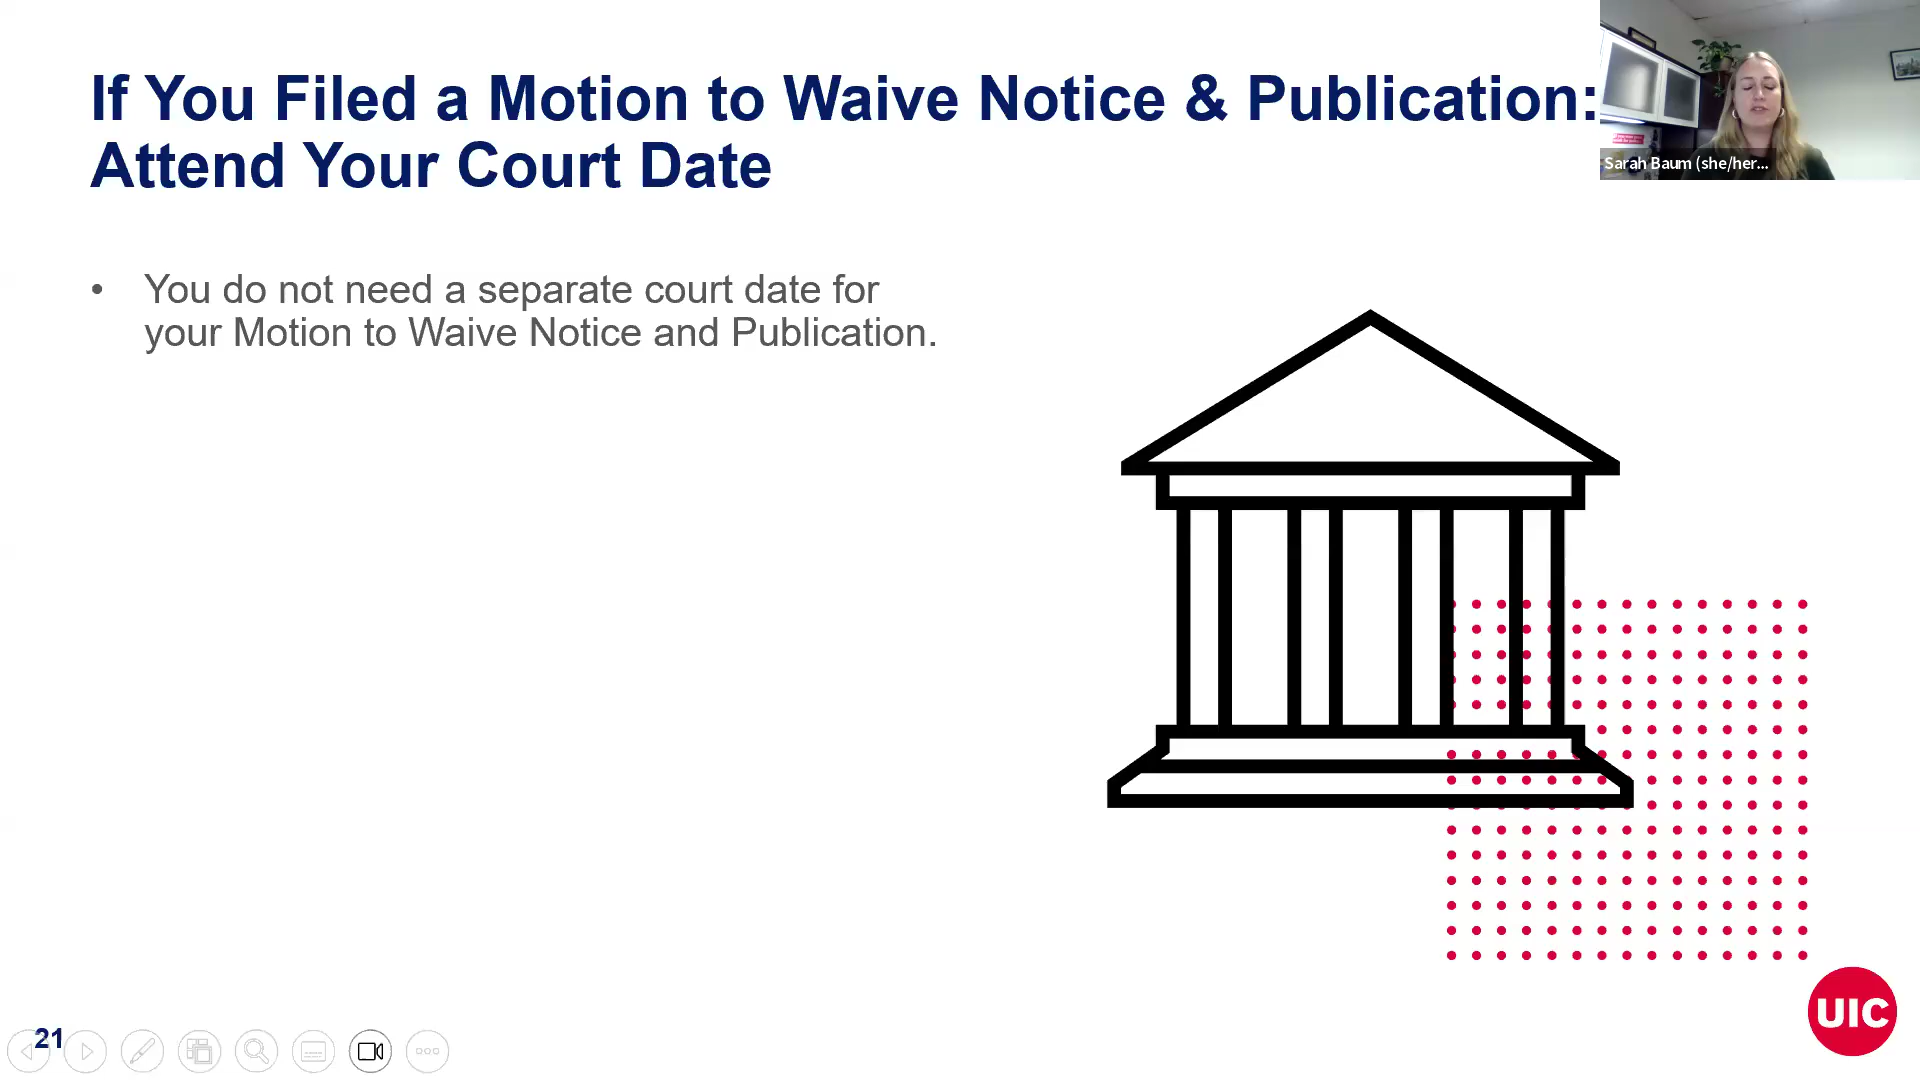 If You Filed a Motion to Waive Notice & Publication:
Attend Your Court Date
Sarah Baum (she/her...
• You do not need a separate court date for
your Motion to Waive Notice and Publication.
UIC
21